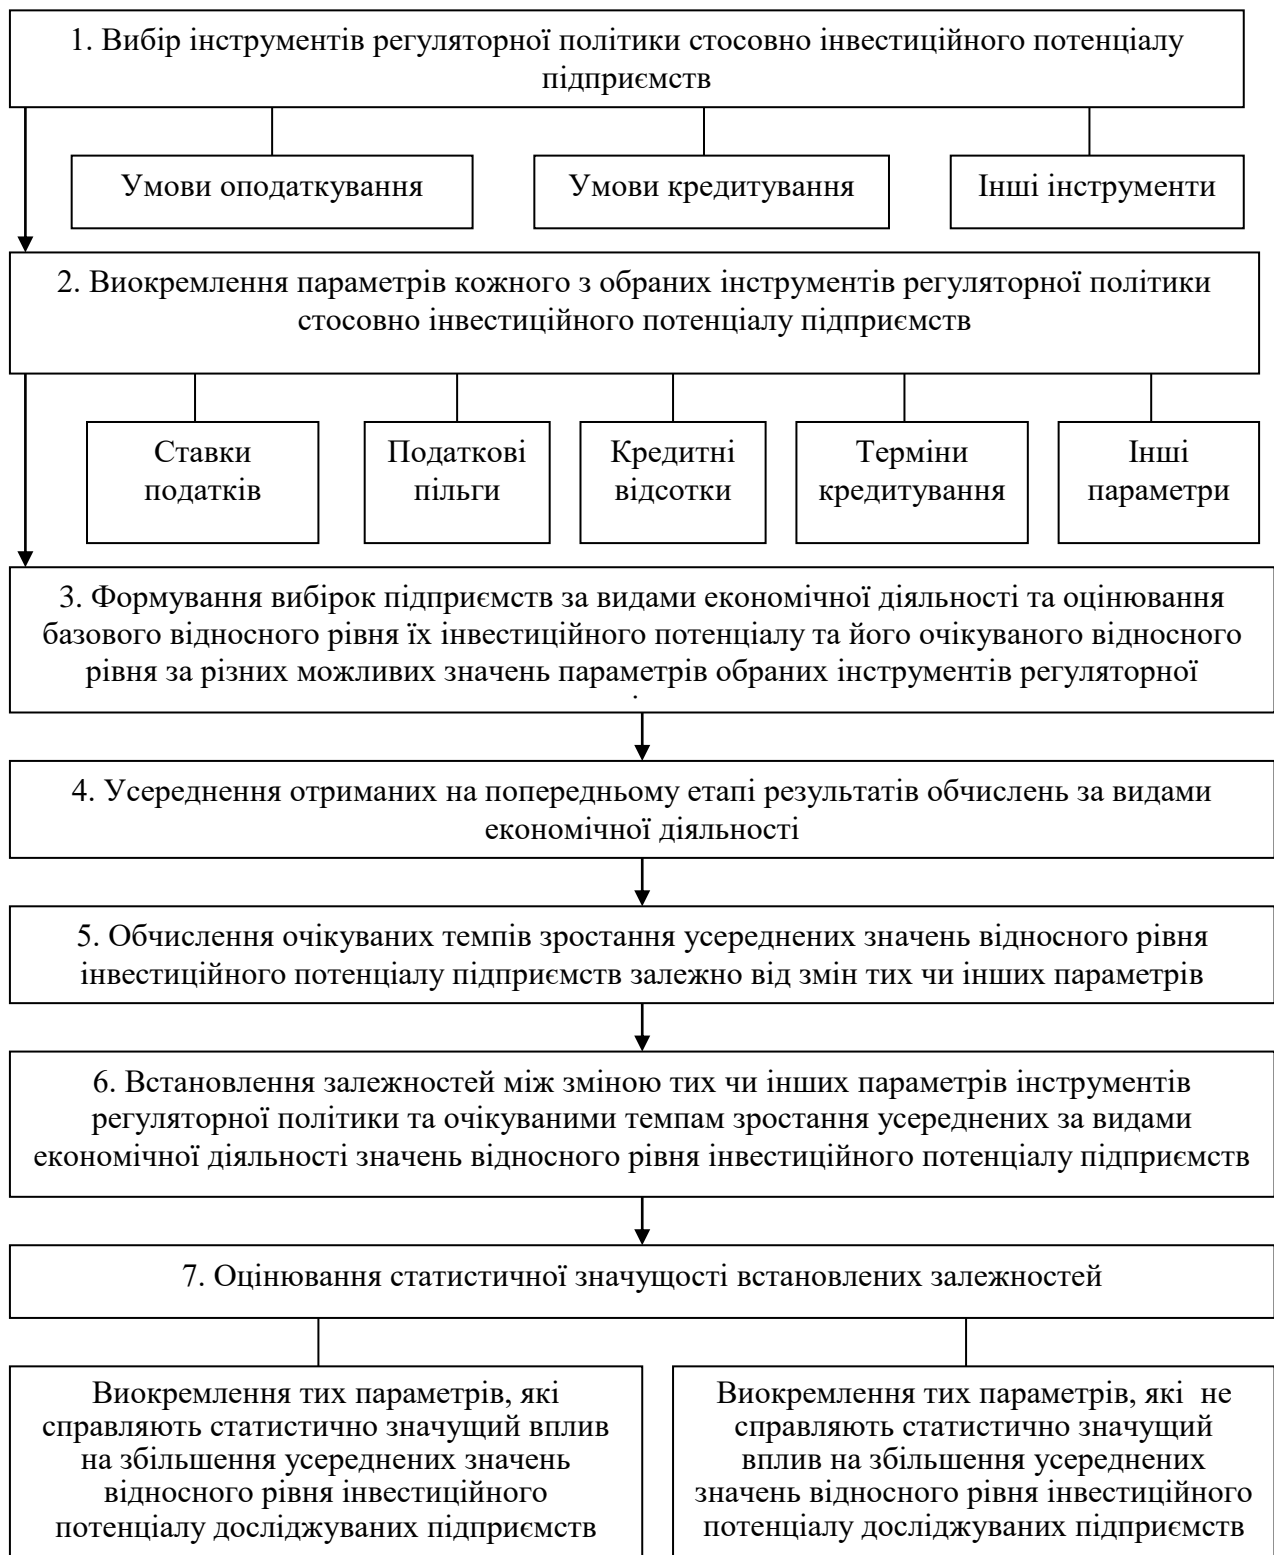 1. Вибір інструментів регуляторної політики стосовно інвестиційного потенціалу
підприємств
Умови оподаткування
Умови кредитування
Інші інструменти
2. Виокремлення параметрів кожного з обраних інструментів регуляторної політики
стосовно інвестиційного потенціалу підприємств
Ставки
податків
Податкові
пільги
Кредитні
відсотки
Терміни
кредитування
Інші
параметри
3. Формування вибірок підприємств за видами економічної діяльності та оцінювання
базового відносного рівня їх інвестиційного потенціалу та його очікуваного відносного
рівня за різних можливих значень параметрів обраних інструментів регуляторної
4. Усереднення отриманих на попередньому етапі результатів обчислень за видами
економічної діяльності
5. Обчислення очікуваних темпів зростання усереднених значень відносного рівня
інвестиційного потенціалу підприємств залежно від змін тих чи інших параметрів
6. Встановлення залежностей між зміною тих чи інших параметрів інструментів
регуляторної політики та очікуваними темпам зростання усереднених за видами
економічної діяльності значень відносного рівня інвестиційного потенціалу підприємств
7. Оцінювання статистичної значущості встановлених залежностей
Виокремлення тих параметрів, які
справляють статистично значущий вплив
на збільшення усереднених значень
відносного рівня інвестиційного
потенціалу досліджуваних підприємств
Виокремлення тих параметрів, які  не
справляють статистично значущий
вплив на збільшення усереднених
значень відносного рівня інвестиційного
потенціалу досліджуваних підприємств